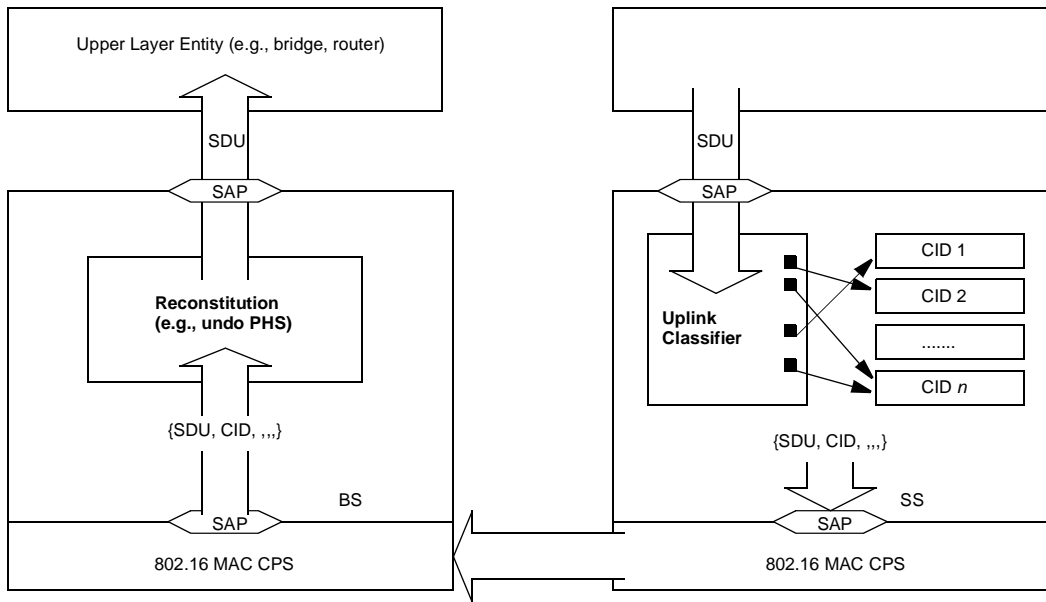 Upper Layer Entity (e.g., bridge, router)
SDU
SAP
Reconstitution
(e.g., undo PHS)
{SDU, CID, ,,,}
BS
SAP
802.16 MAC CPS
SDU
SAP
Uplink
Classifier
CID 1
CID 2
.......
CID n
{SDU, CID, ,,,}
SS
SAP
802.16 MAC CPS